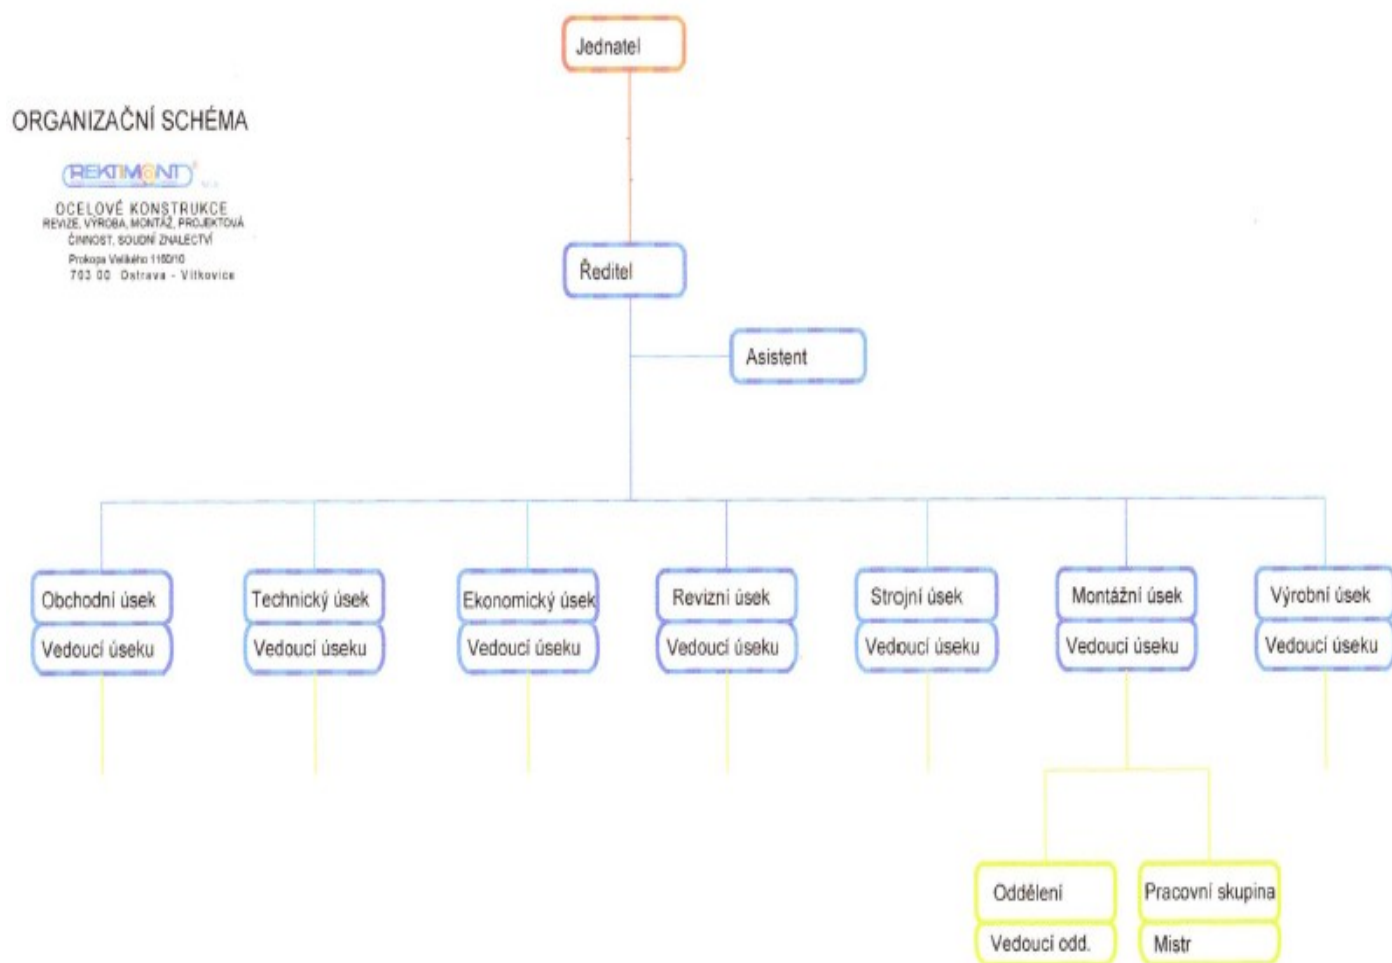 Jednatel
ORGANIZAČNÍ SCHÉMA
REKTIMONT
OCELOVÉ KONSTRUKCE
REVIZE, VÝROBA, MONTÁŽ, PROJEKTOVÁ
ČINNOST, SOUDNÍ ZNALECTVÍ
Prokopa Velikého
703 00 Ostrava - Vítkovice
Ředitel
Asistent
Obchodní úsek
Vedoucí úseku
Technický úsek
Vedoucí úseku
Ekonomický úsek
Vedoucí úseku
Revizní úsek
Vedoucí úseku
Strojní úsek
Vedoucí úseku
Montážní úsek
Vedoucí úseku
Výrobní úsek
Vedoucí úseku
Oddělení
Vedoucí odd.
Pracovní skupina
Mistr